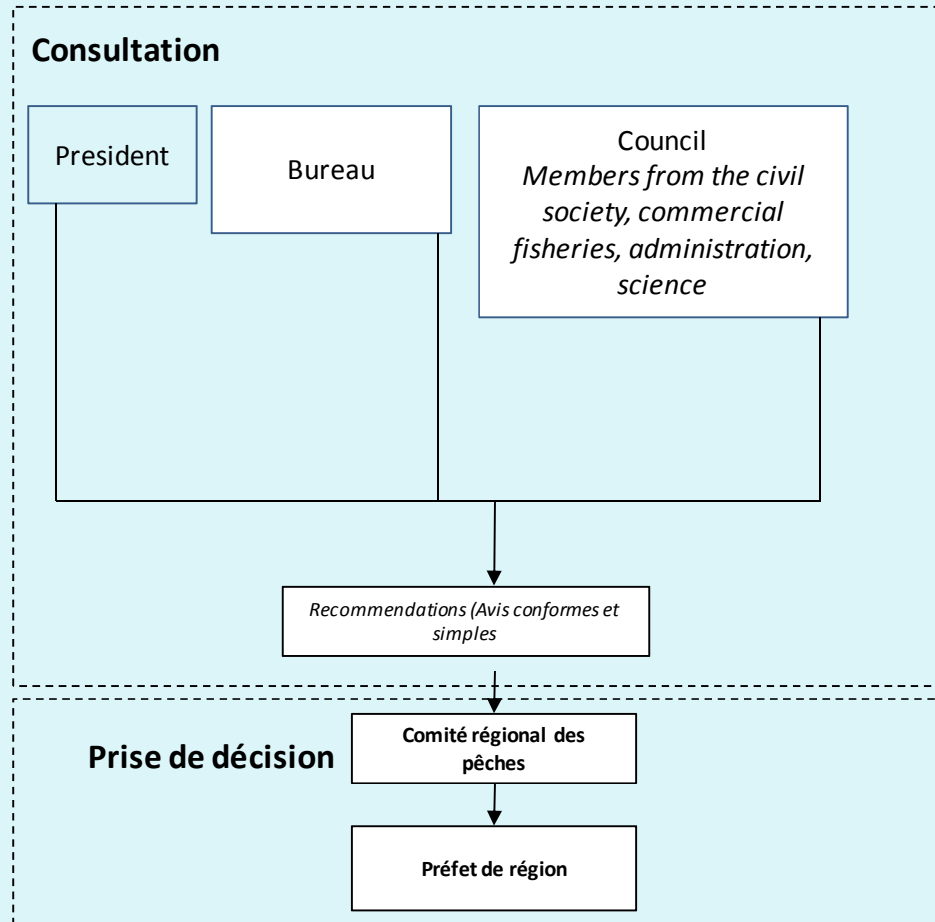 Consultation
President
Bureau
Council
Members from the civil
society, commercial
fisheries, administration,
science
Recommendations (Avis conformes et
simples
Prise de décision
Comité régional des
pêches
Préfet de région